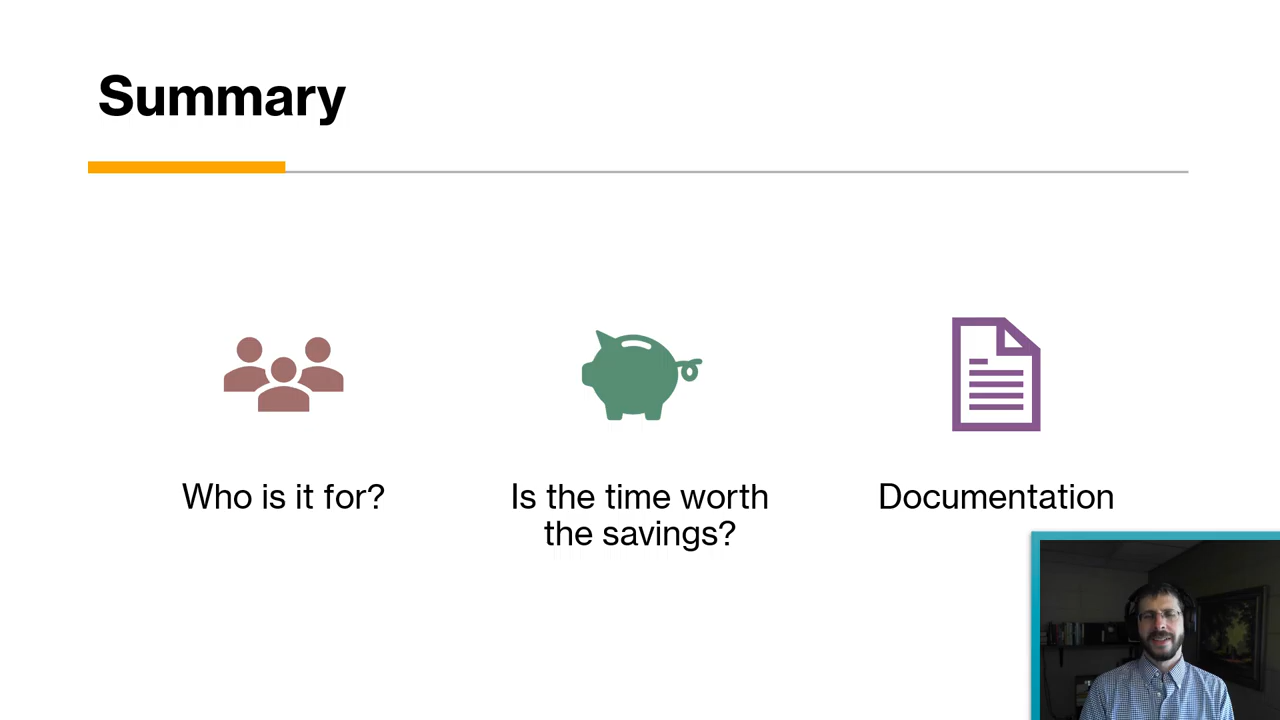 Summary
Who is it for?
Is the time worth
the savings?
Documentation